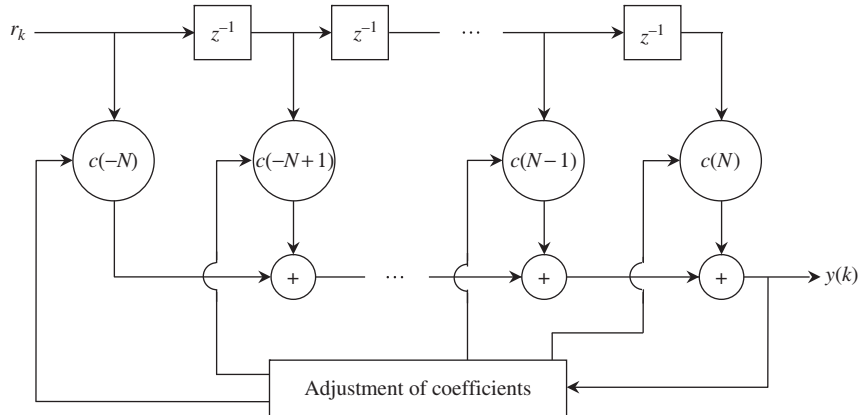 r_k z⁻¹ z⁻¹ ... z⁻¹
c(-N) c(-N+1) c(N-1) c(N)
+ ... + + y(k)
Adjustment of coefficients